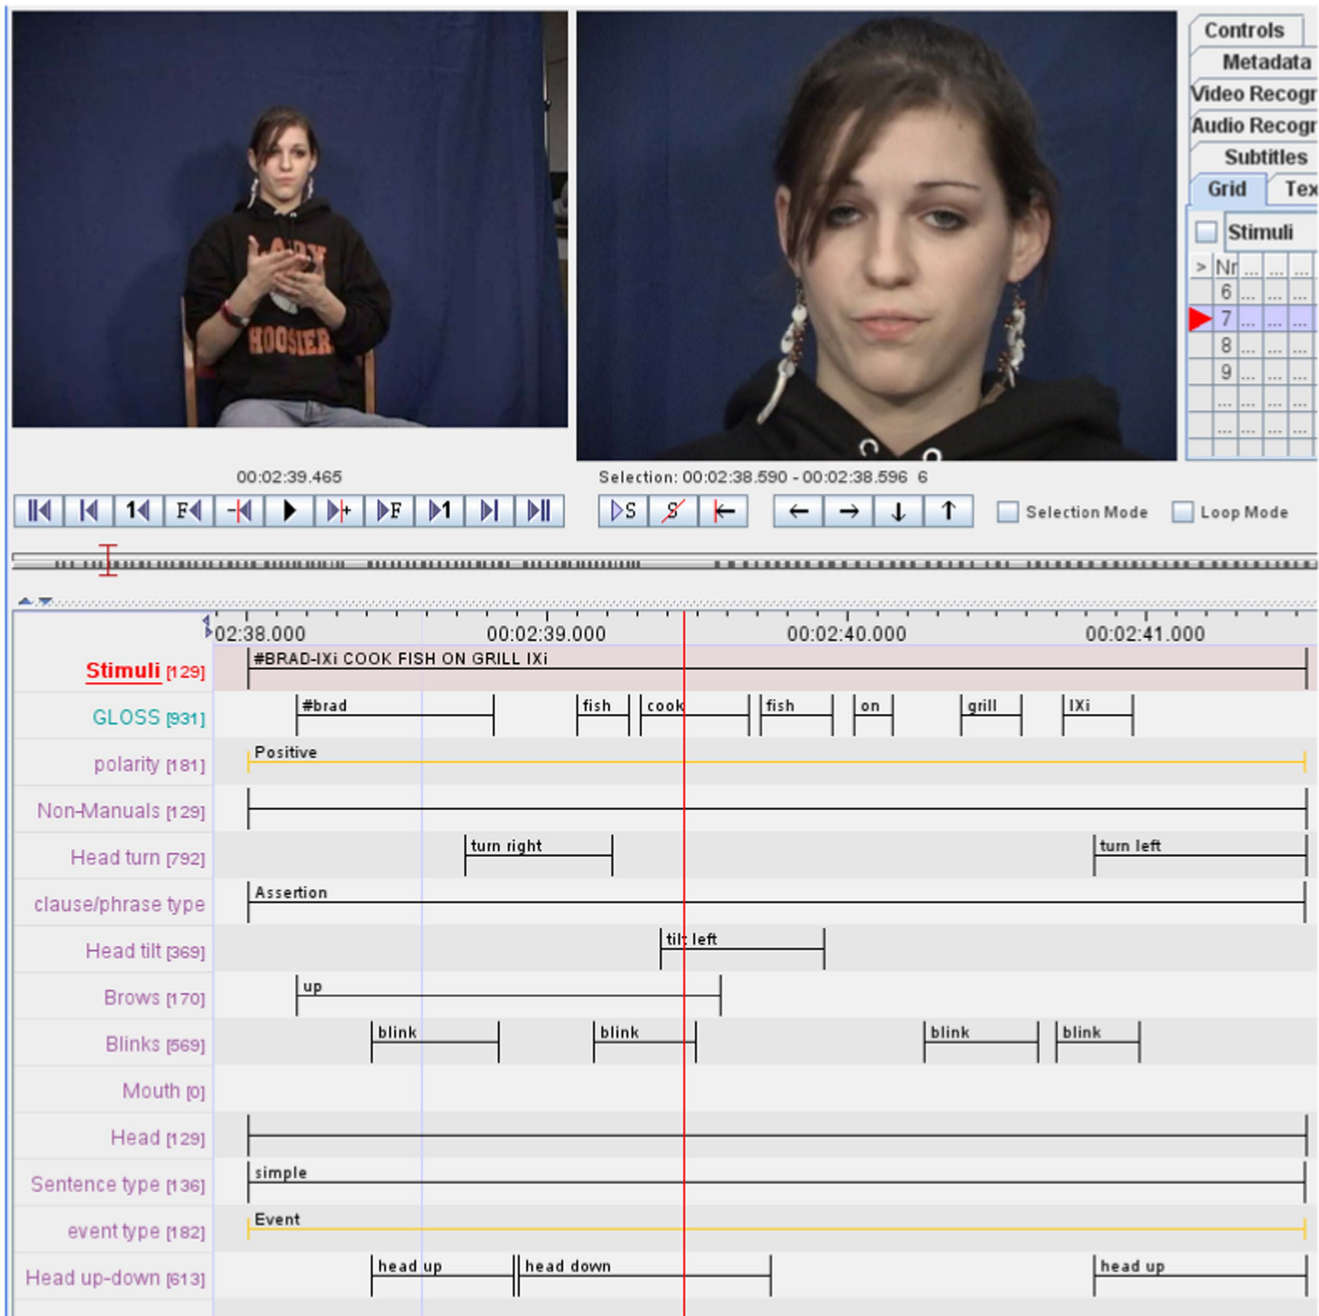 Controls
Metadata
Video Recogr
Audio Recogr
Subtitles
Grid Tex
Stimuli
> Nr ... ... ...
6 ... ... ...
7 ... ... ...
8 ... ... ...
9 ... ... ...
... ... ... ...
... ... ... ...
LADY
HOOSIER
00:02:39.465
Selection: 00:02:38.590 - 00:02:38.596 6
1 F -| + F 1
S S Selection Mode Loop Mode
02:38.000 00:02:39.000 00:02:40.000 00:02:41.000
Stimuli [129] #BRAD-IXi COOK FISH ON GRILL IXi
GLOSS [931] #brad fish cook fish on grill IXi
polarity [181] Positive
Non-Manuals [129]
Head turn [792] turn right turn left
clause/phrase type Assertion
Head tilt [369] tilt left
Brows [170] up
Blinks [569] blink blink blink blink
Mouth [0]
Head [129]
Sentence type [136] simple
event type [182] Event
Head up-down [613] head up head down head up